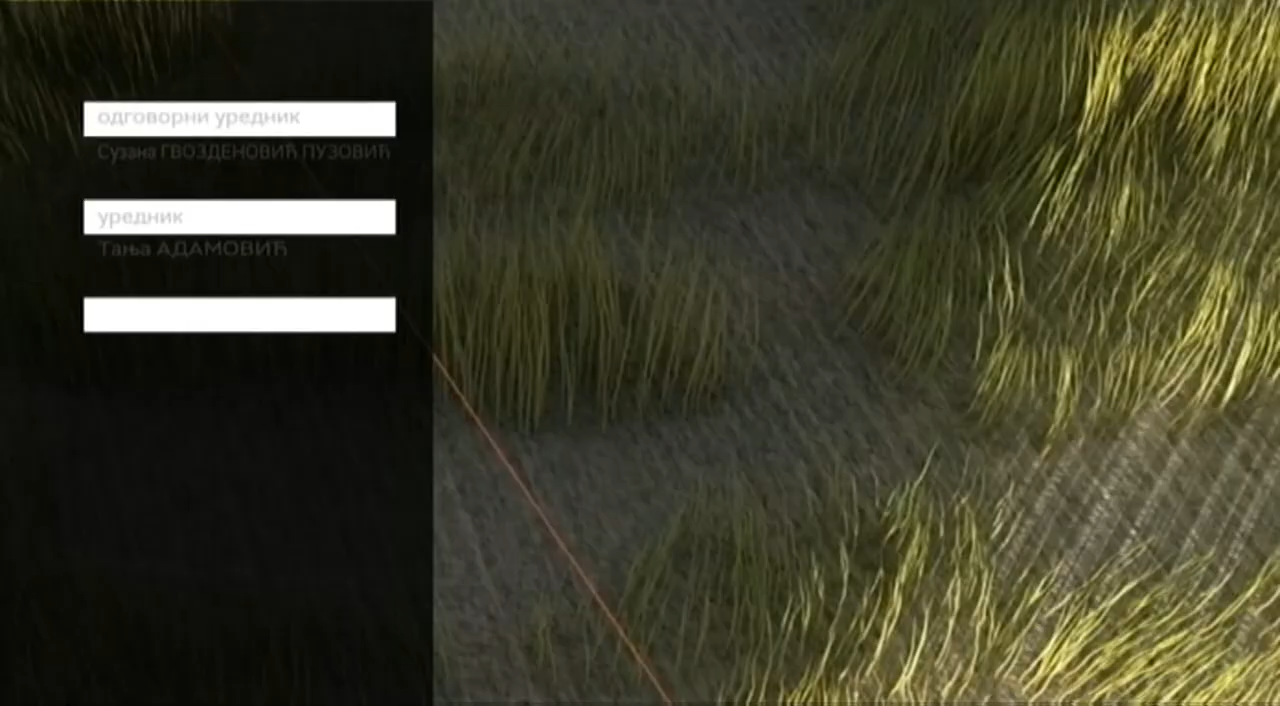 одговорни уредник
Сузана ГВОЗДЕНОВИЋ ПУЗОВИЋ
уредник
Тања АДАМОВИЋ